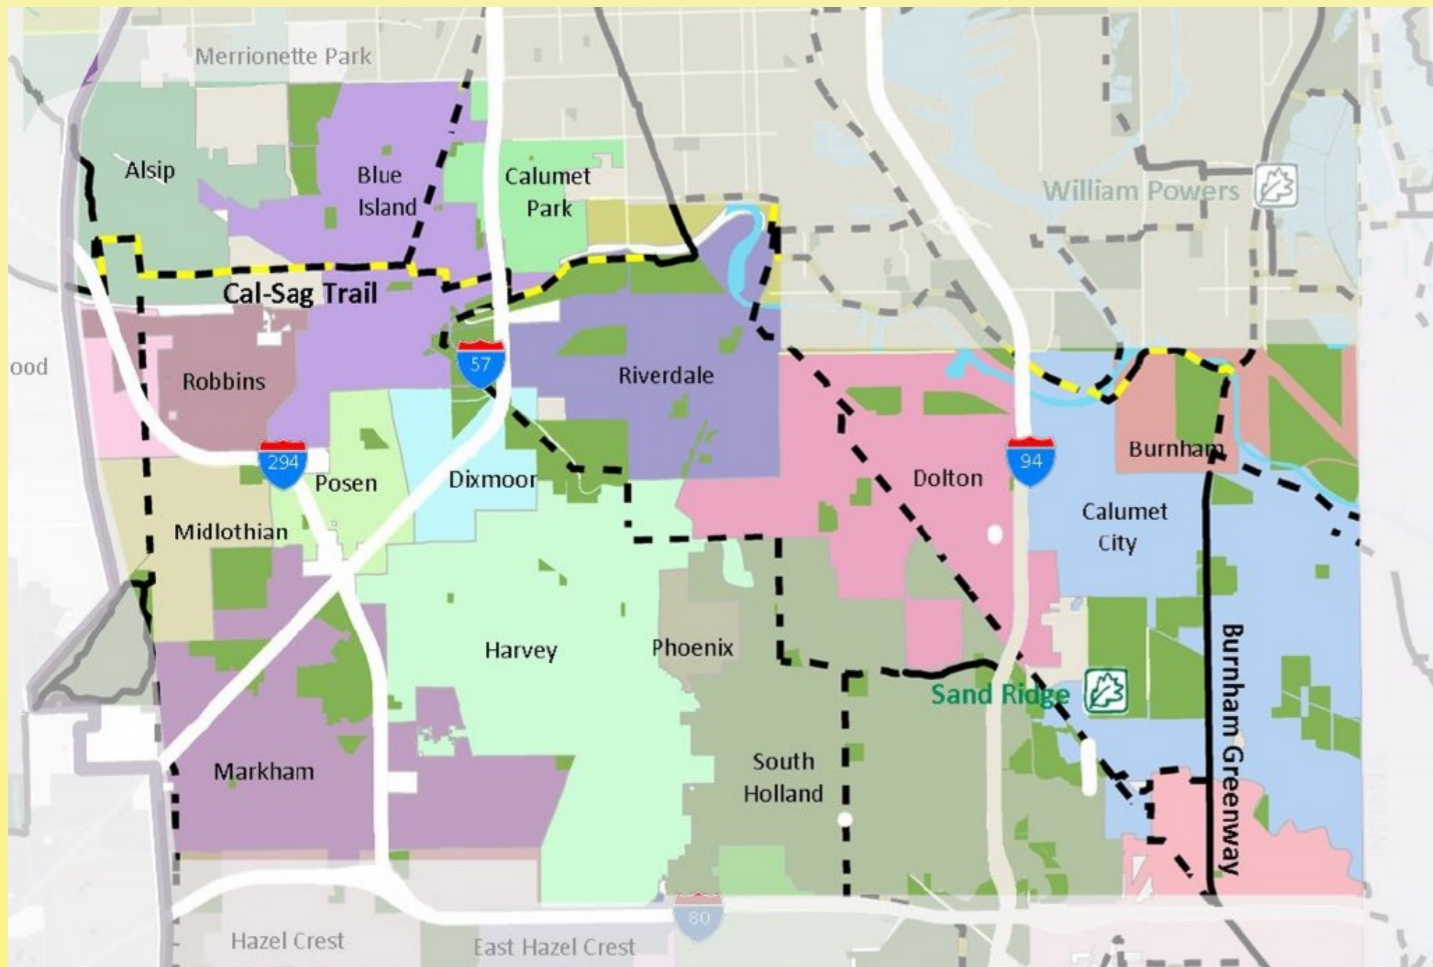 Merrionette Park
Alsip
Blue
Island
Calumet
Park
William Powers
Cal-Sag Trail
ood
Robbins
57
Riverdale
294
Posen
Dixmoor
Dolton
94
Burnham
Midlothian
Calumet
City
Harvey
Phoenix
Sand Ridge
Burnham Greenway
Markham
South
Holland
INDIANA
80
Hazel Crest
East Hazel Crest